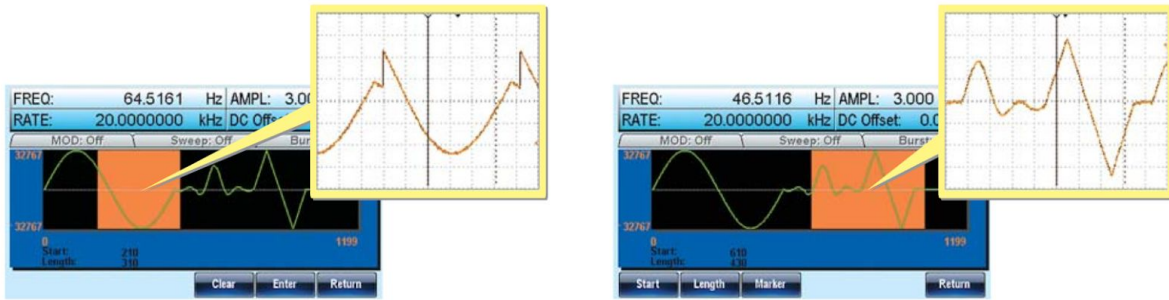 FREQ: 64.5161 Hz AMPL: 3.00
RATE: 20.0000000 kHz DC Offset:
MOD: Off Sweep: Off Bur
32767
- 32767
0 1199
Start: 210
Length: 310
Clear Enter Return
FREQ: 46.5116 Hz AMPL: 3.000
RATE: 20.0000000 kHz DC Offset: 0.0
MOD: Off Sweep: Off Burst:
32767
- 32767
0 1199
Start: 610
Length: 430
Start Length Marker Return